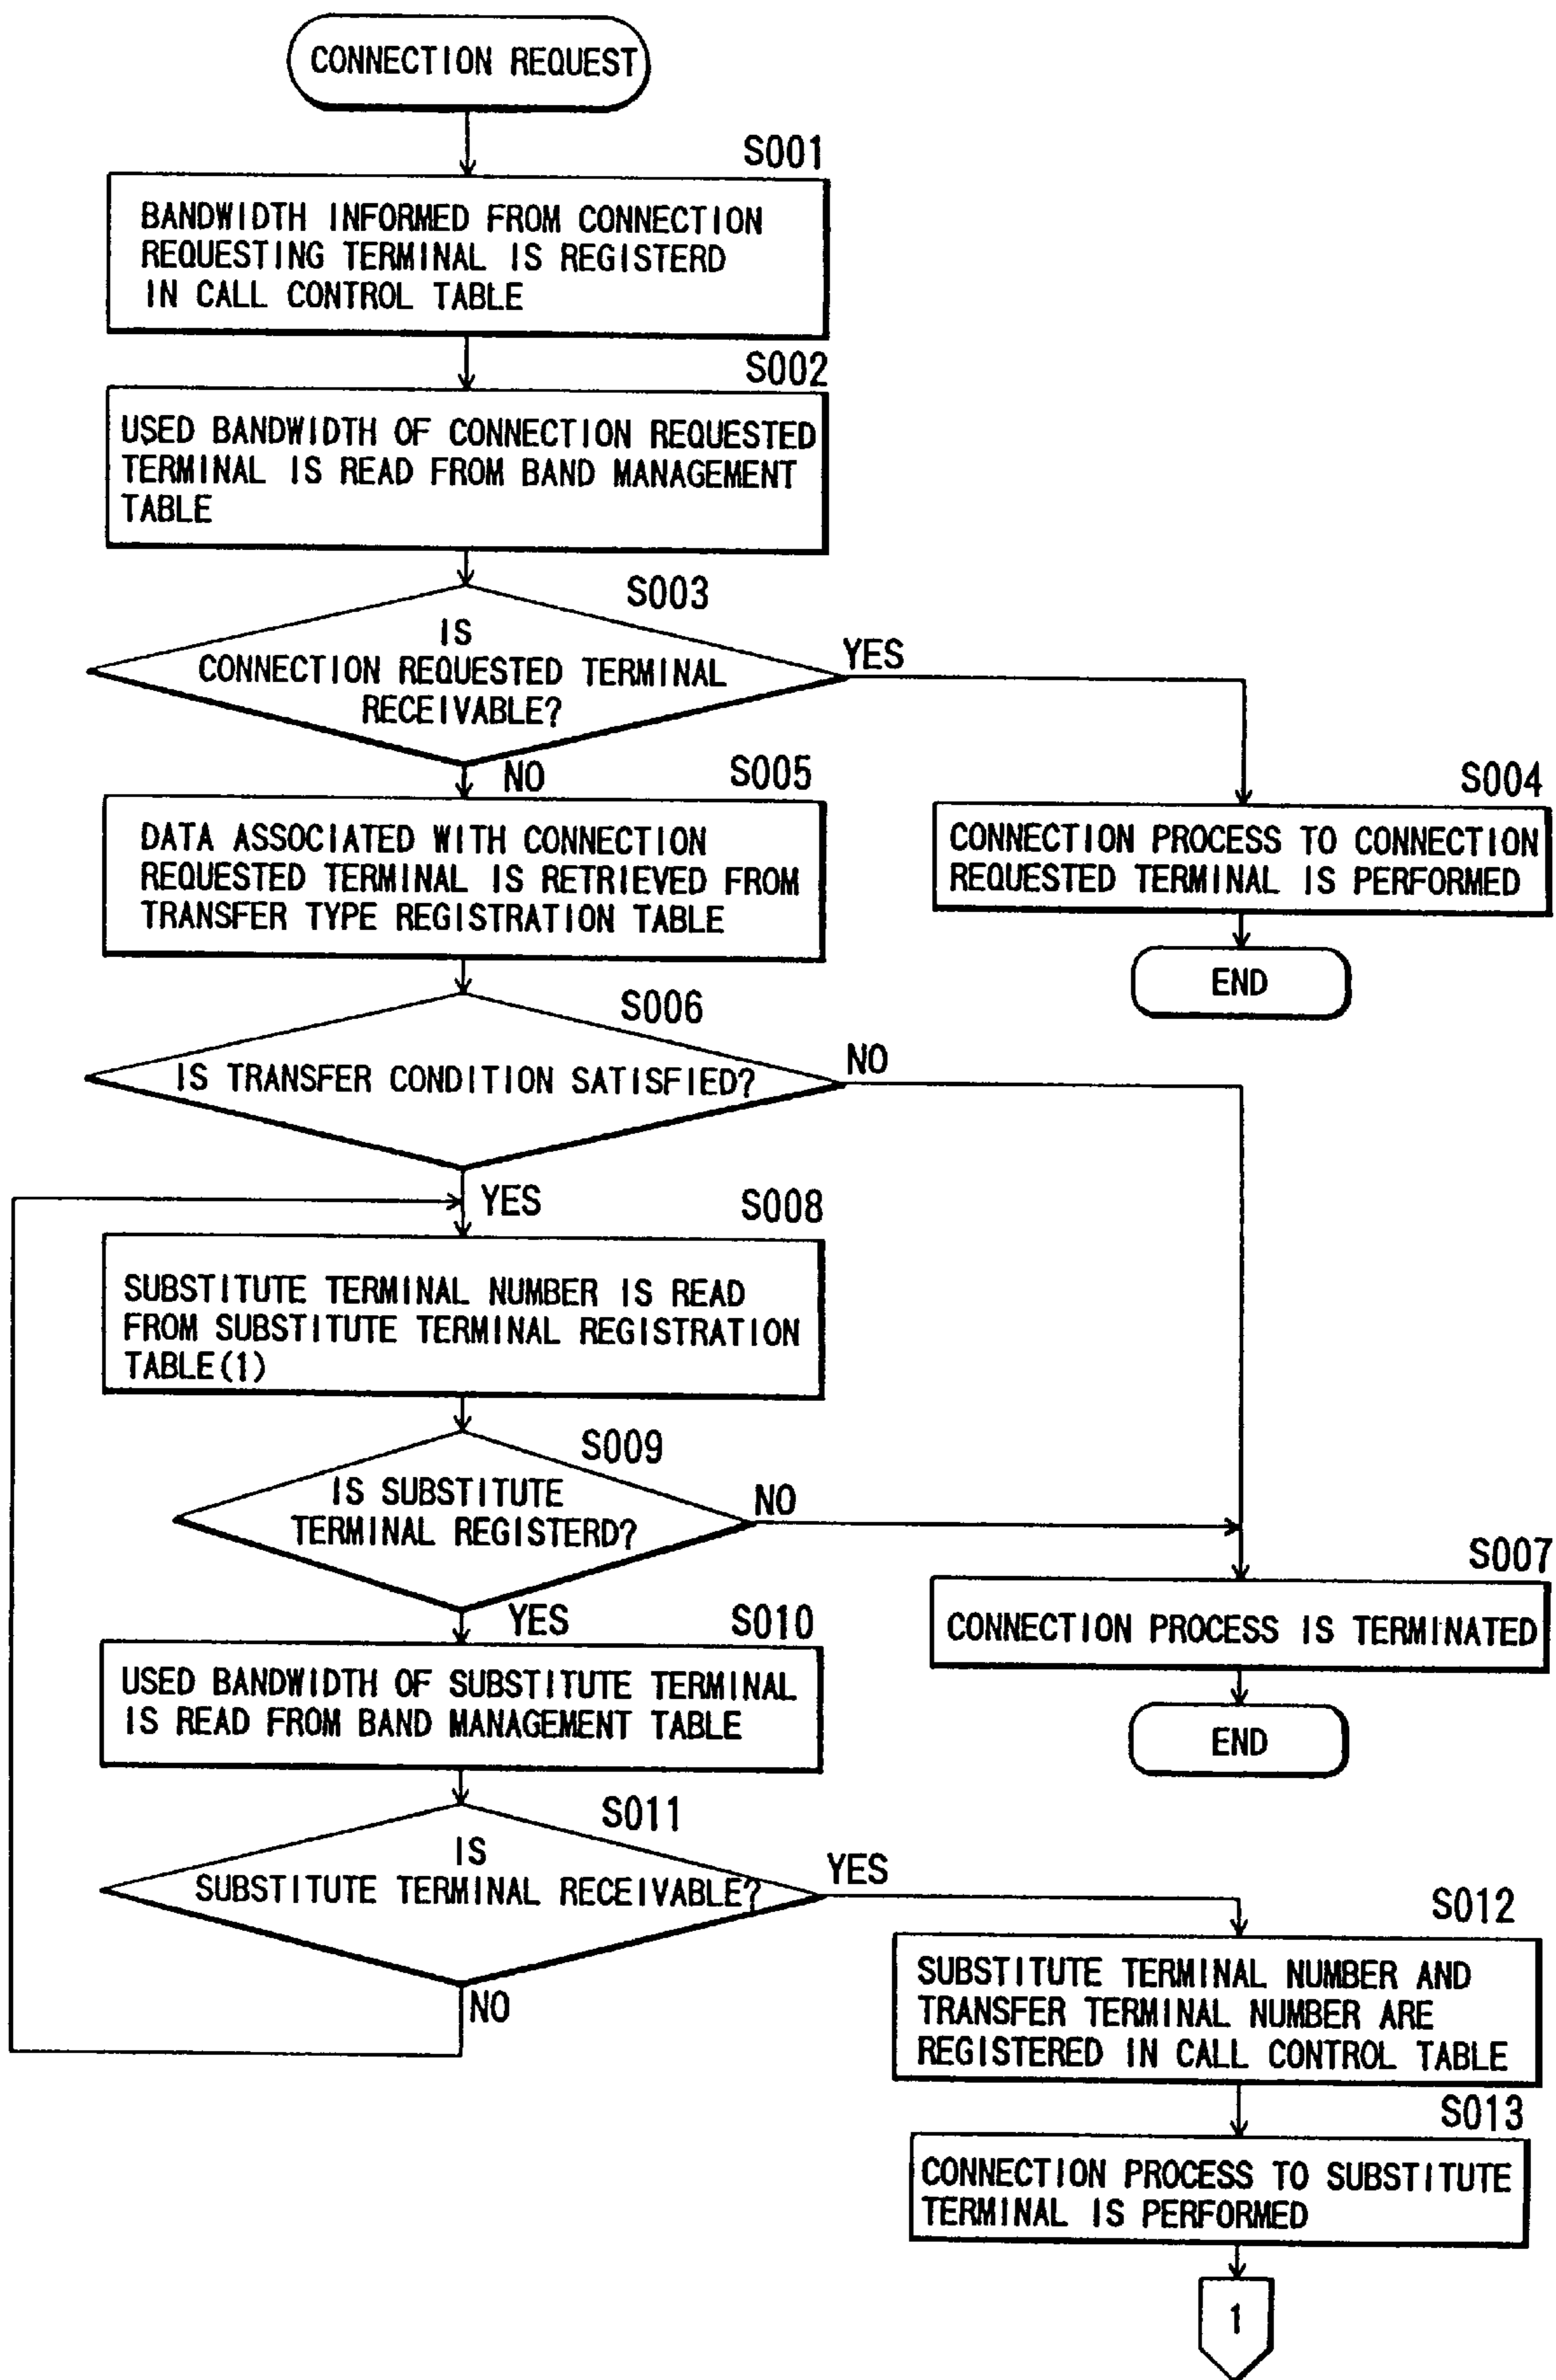 CONNECTION REQUEST
S001
BANDWIDTH INFORMED FROM CONNECTION
REQUESTING TERMINAL IS REGISTERD
IN CALL CONTROL TABLE
S002
USED BANDWIDTH OF CONNECTION REQUESTED
TERMINAL IS READ FROM BAND MANAGEMENT
TABLE
S003
IS
CONNECTION REQUESTED TERMINAL
RECEIVABLE?
YES
NO
S005
DATA ASSOCIATED WITH CONNECTION
REQUESTED TERMINAL IS RETRIEVED FROM
TRANSFER TYPE REGISTRATION TABLE
S004
CONNECTION PROCESS TO CONNECTION
REQUESTED TERMINAL IS PERFORMED
END
S006
IS TRANSFER CONDITION SATISFIED?
NO
YES
S008
SUBSTITUTE TERMINAL NUMBER IS READ
FROM SUBSTITUTE TERMINAL REGISTRATION
TABLE(1)
S009
IS SUBSTITUTE
TERMINAL REGISTERD?
NO
YES
S007
CONNECTION PROCESS IS TERMINATED
END
S010
USED BANDWIDTH OF SUBSTITUTE TERMINAL
IS READ FROM BAND MANAGEMENT TABLE
S011
IS
SUBSTITUTE TERMINAL RECEIVABLE?
YES
NO
S012
SUBSTITUTE TERMINAL NUMBER AND
TRANSFER TERMINAL NUMBER ARE
REGISTERED IN CALL CONTROL TABLE
S013
CONNECTION PROCESS TO SUBSTITUTE
TERMINAL IS PERFORMED
1